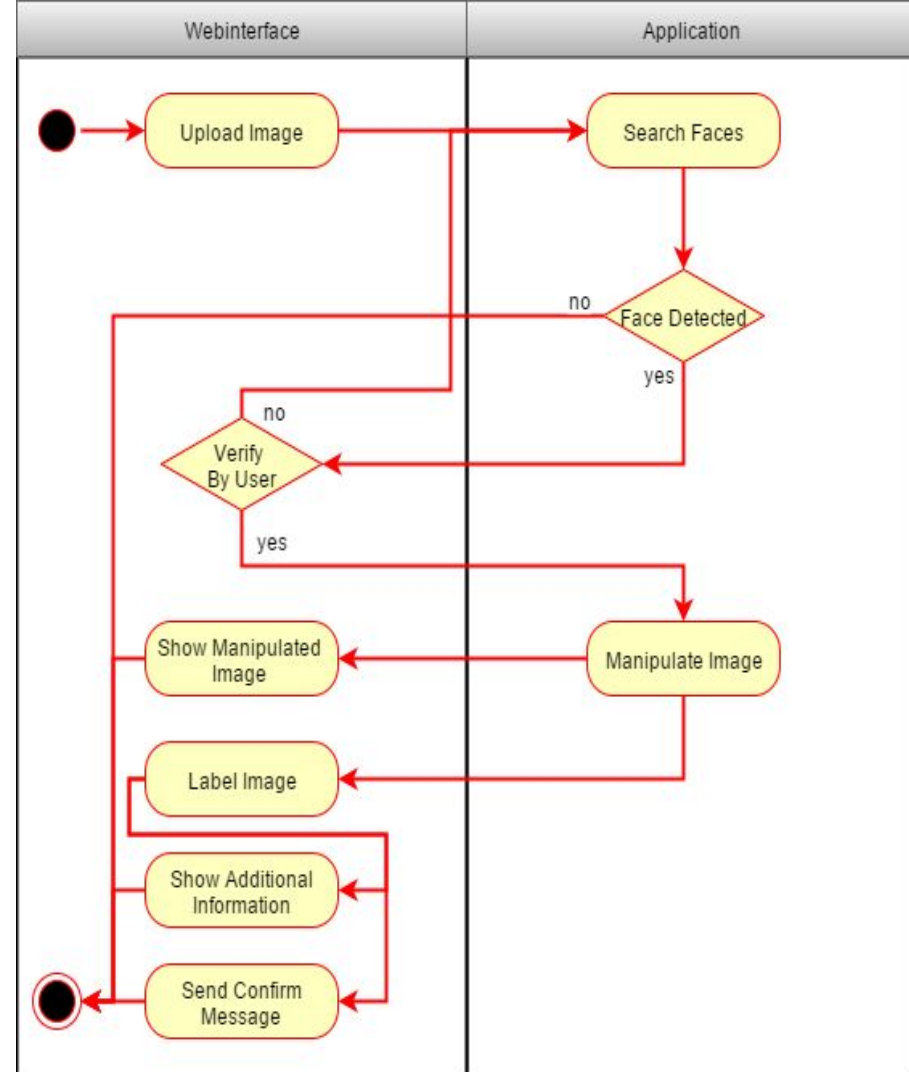 Webinterface
Application
Upload Image
Search Faces
Face Detected
no
yes
no
Verify
By User
yes
Show Manipulated
Image
Manipulate Image
Label Image
Show Additional
Information
Send Confirm
Message